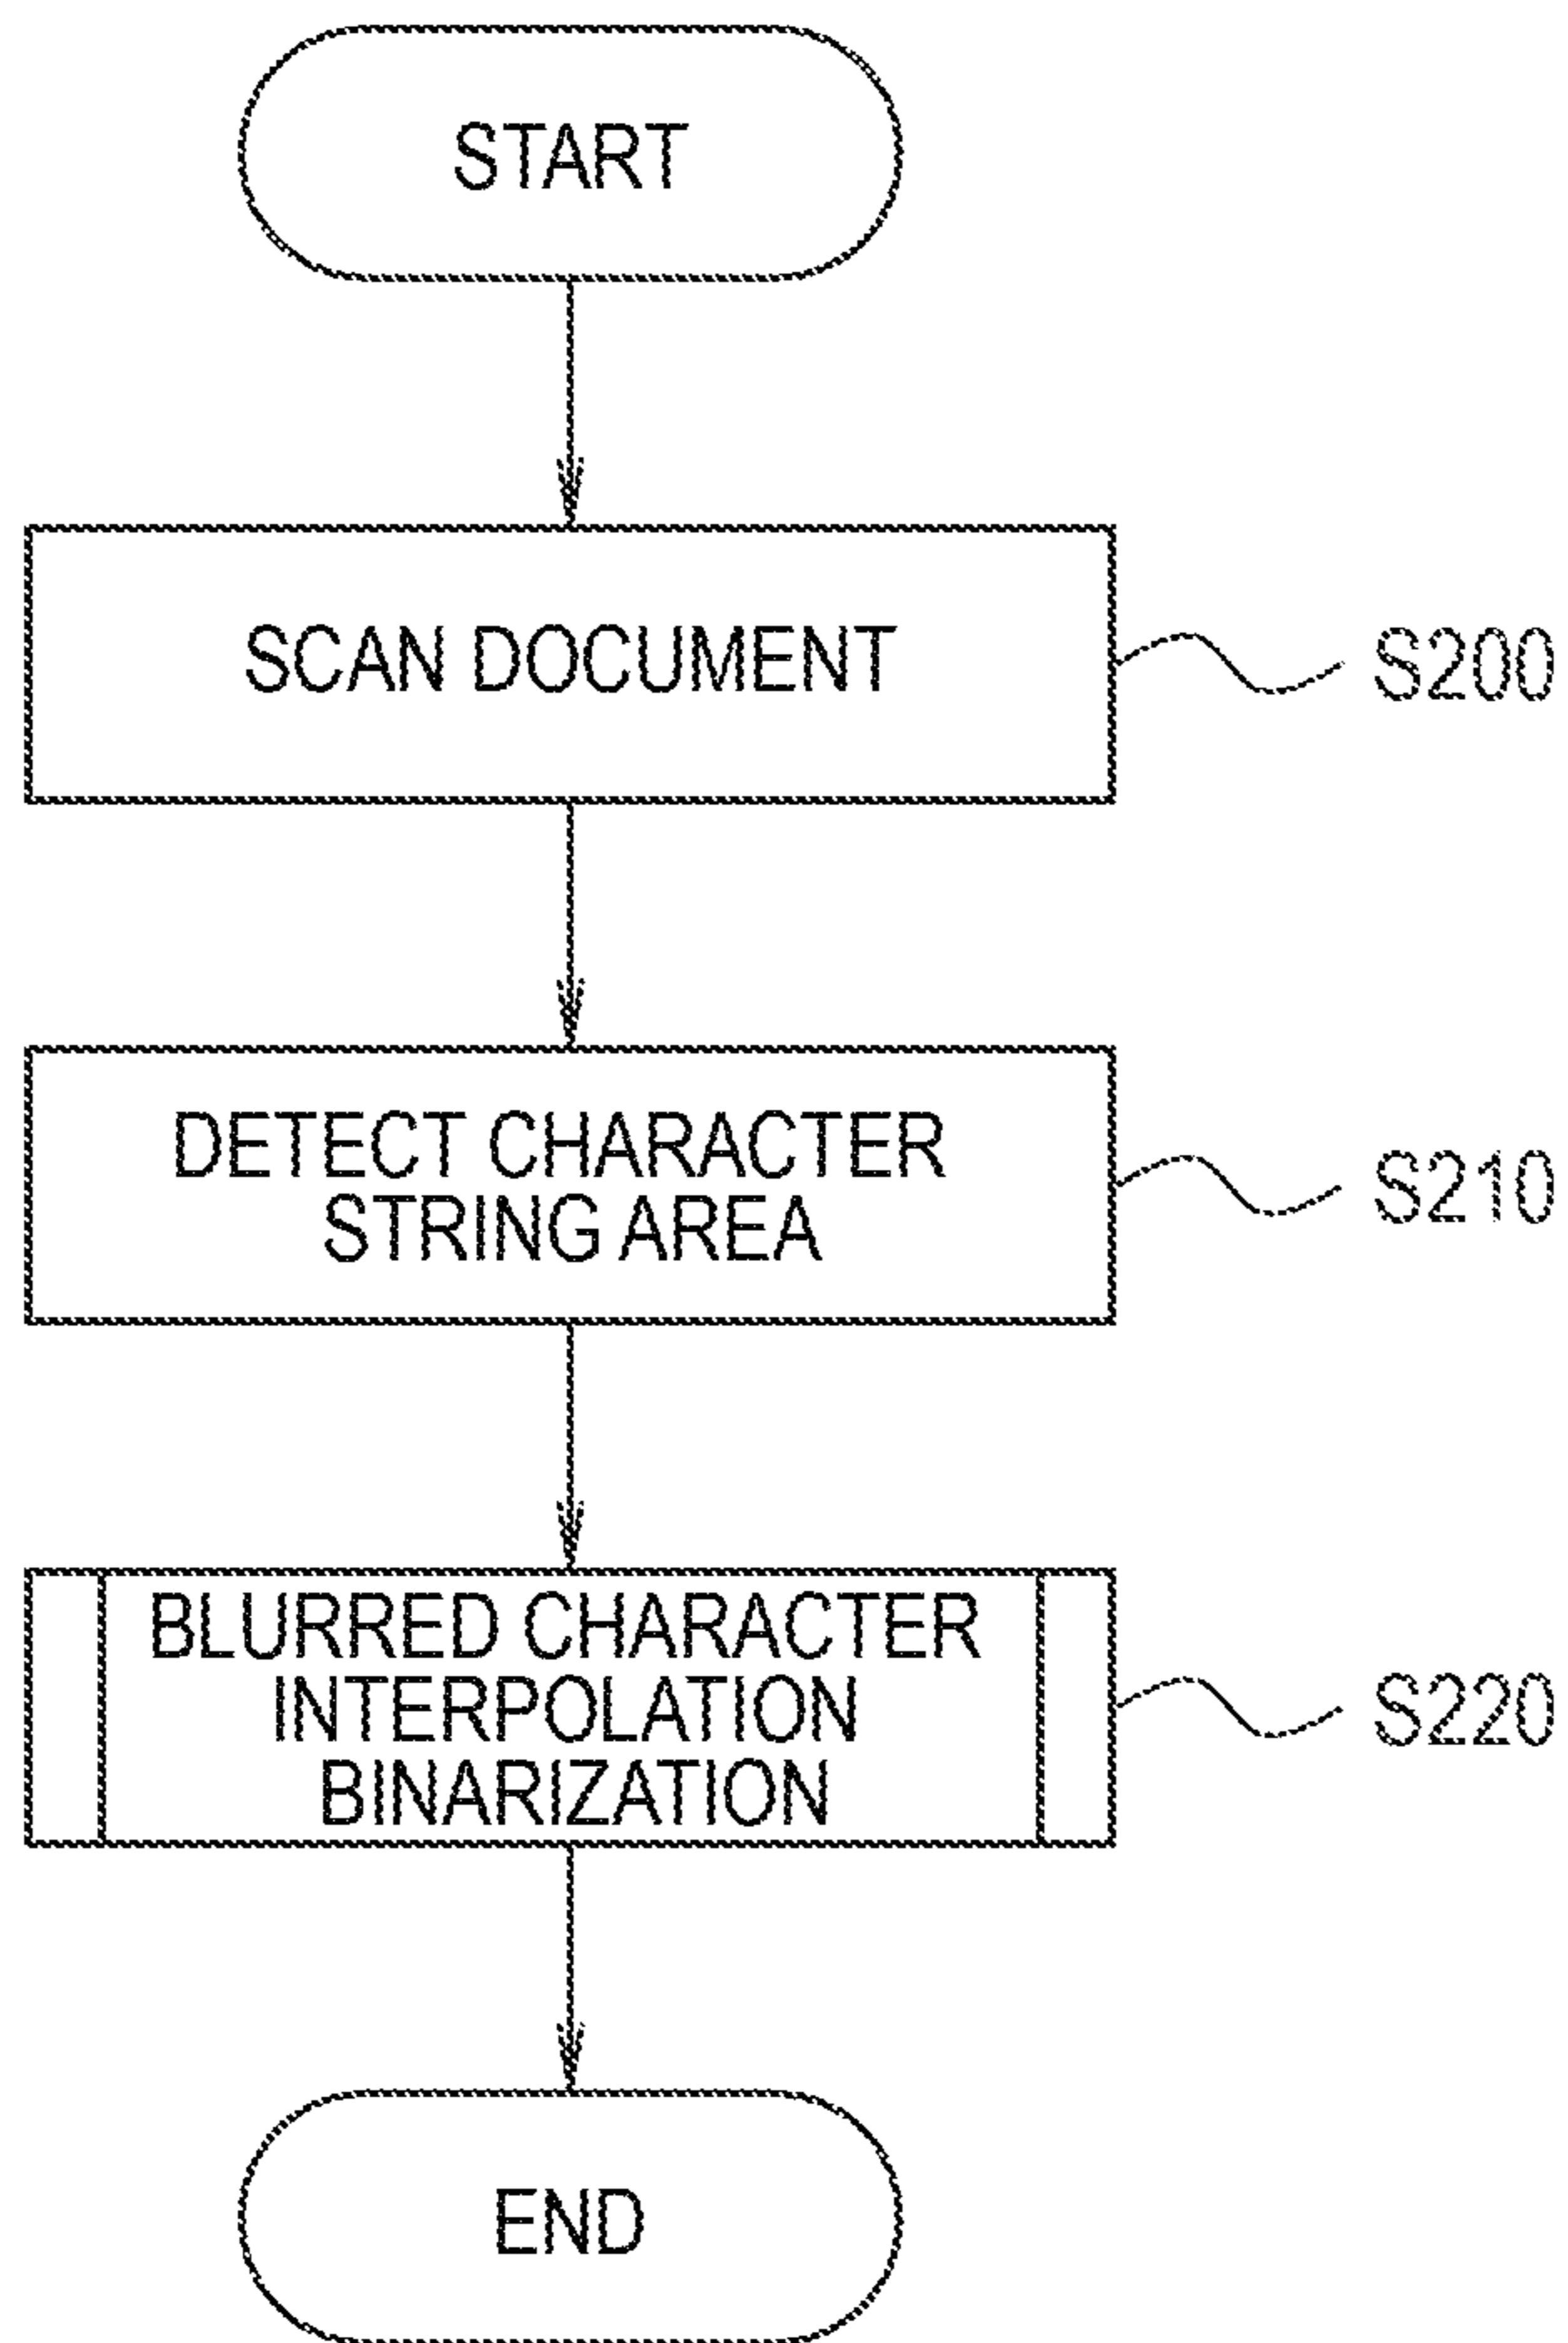 START
SCAN DOCUMENT
S200
DETECT CHARACTER
STRING AREA
S210
BLURRED CHARACTER
INTERPOLATION
BINARIZATION
S220
END